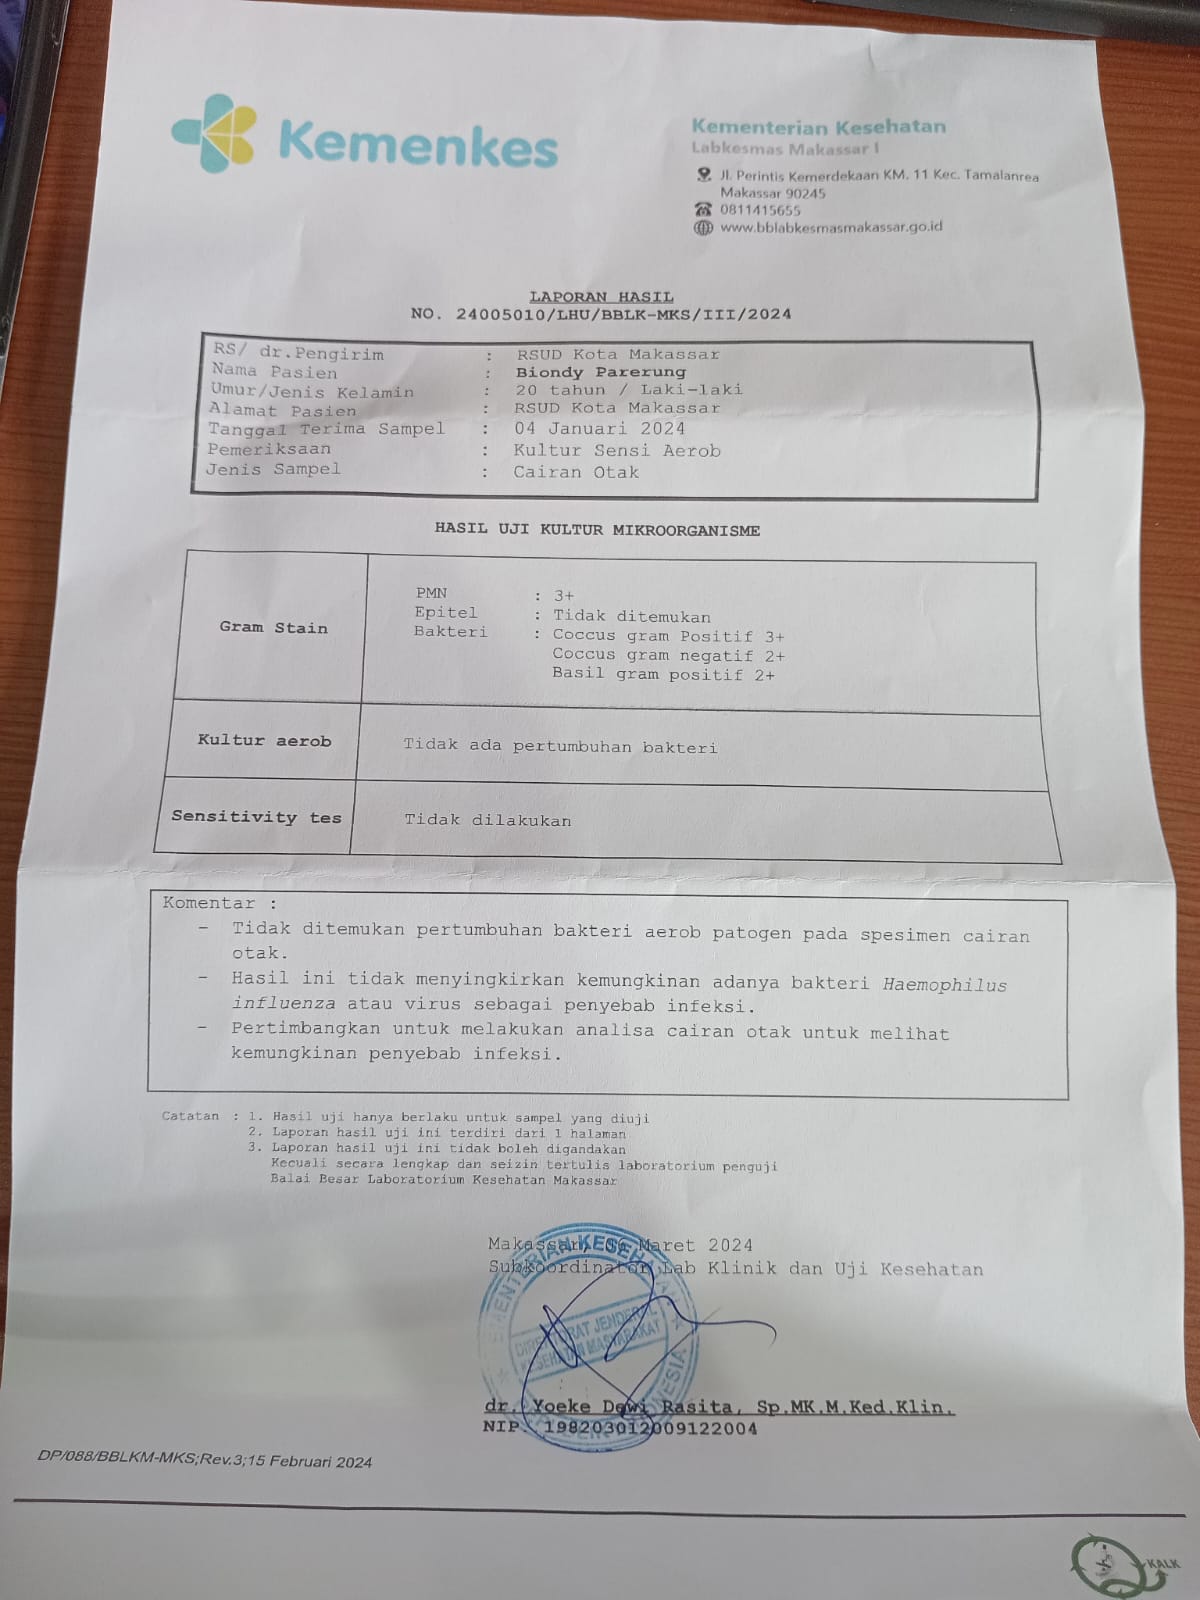 Kemenkes
Kementerian Kesehatan
Labkesmas Makassar I
Jl. Perintis Kemerdekaan KM. 11 Kec. Tamalanrea
Makassar 90245
0811415655
www.bblabkesmasmakassar.go.id
LAPORAN HASIL
NO. 24005010/LHU/BBLK-MKS/III/2024
RS/ dr.Pengirim : RSUD Kota Makassar
Nama Pasien : Biondy Parerung
Umur/Jenis Kelamin : 20 tahun / Laki-laki
Alamat Pasien : RSUD Kota Makassar
Tanggal Terima Sampel : 04 Januari 2024
Pemeriksaan : Kultur Sensi Aerob
Jenis Sampel : Cairan Otak
HASIL UJI KULTUR MIKROORGANISME
Gram Stain
PMN : 3+
Epitel : Tidak ditemukan
Bakteri : Coccus gram Positif 3+
Coccus gram negatif 2+
Basil gram positif 2+
Kultur aerob Tidak ada pertumbuhan bakteri
Sensitivity tes Tidak dilakukan
Komentar :
- Tidak ditemukan pertumbuhan bakteri aerob patogen pada spesimen cairan
otak.
- Hasil ini tidak menyingkirkan kemungkinan adanya bakteri Haemophilus
influenza atau virus sebagai penyebab infeksi.
- Pertimbangkan untuk melakukan analisa cairan otak untuk melihat
kemungkinan penyebab infeksi.
Catatan : 1. Hasil uji hanya berlaku untuk sampel yang diuji
2. Laporan hasil uji ini terdiri dari 1 halaman
3. Laporan hasil uji ini tidak boleh digandakan
Kecuali secara lengkap dan seizin tertulis laboratorium penguji
Balai Besar Laboratorium Kesehatan Makassar
Makassar, Maret 2024
Subkoordinator Lab Klinik dan Uji Kesehatan
DIREKTORAT JENDERAL
KESEHATAN MASYARAKAT
dr. Yoeke Dewi Rasita, Sp.MK.M.Ked.Klin.
NIP. 198203012009122004
DP/088/BBLKM-MKS;Rev.3;15 Februari 2024
KALK